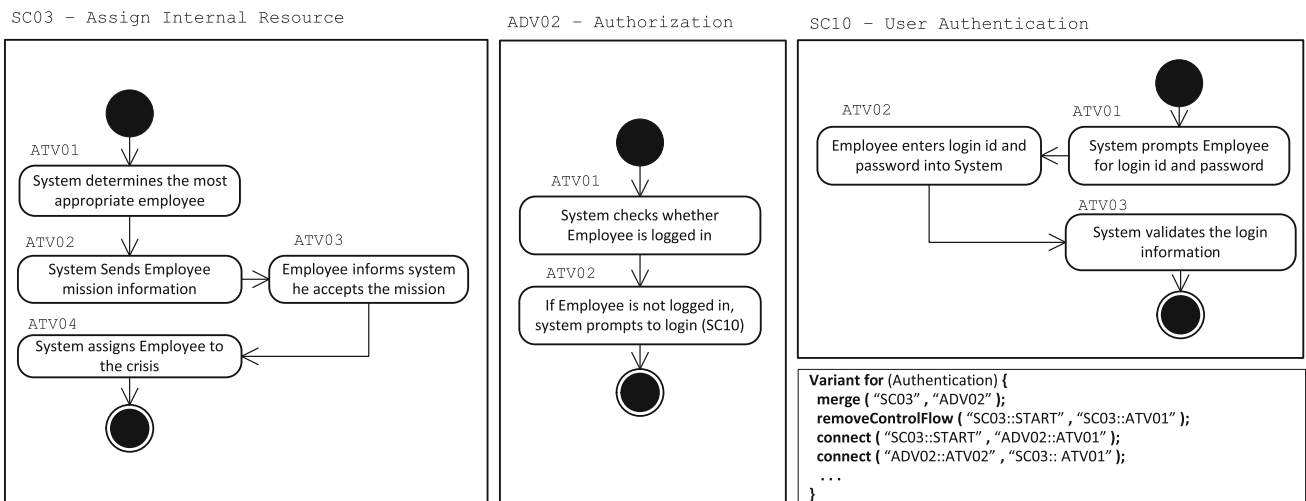 SC03 – Assign Internal Resource
ATV01
System determines the most
appropriate employee
ATV02
System Sends Employee
mission information
ATV03
Employee informs system
he accepts the mission
ATV04
System assigns Employee to
the crisis
ADV02 – Authorization
ATV01
System checks whether
Employee is logged in
ATV02
If Employee is not logged in,
system prompts to login (SC10)
SC10 – User Authentication
ATV01
System prompts Employee
for login id and password
ATV02
Employee enters login id and
password into System
ATV03
System validates the login
information
Variant for (Authentication) {
merge ( “SC03” , “ADV02” );
removeControlFlow ( “SC03::START” , “SC03::ATV01” );
connect ( “SC03::START” , “ADV02::ATV01” );
connect ( “ADV02::ATV02” , “SC03:: ATV01” );
...
}